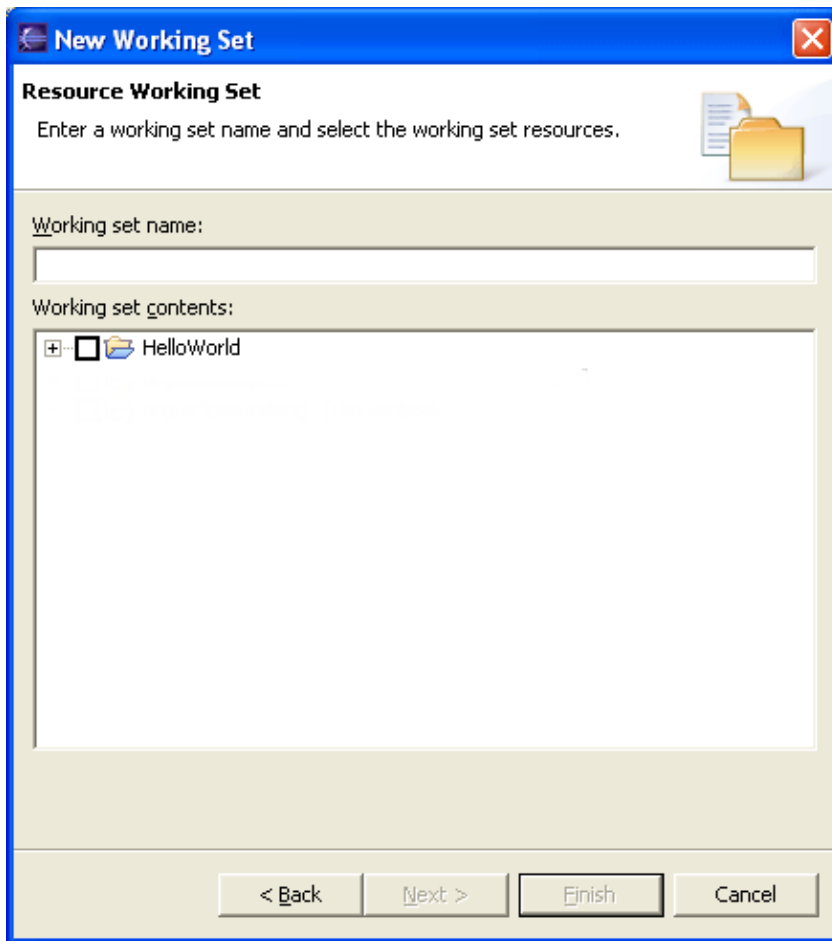 New Working Set
Resource Working Set
Enter a working set name and select the working set resources.
Working set name:
Working set contents:
HelloWorld
< Back Next > Finish Cancel